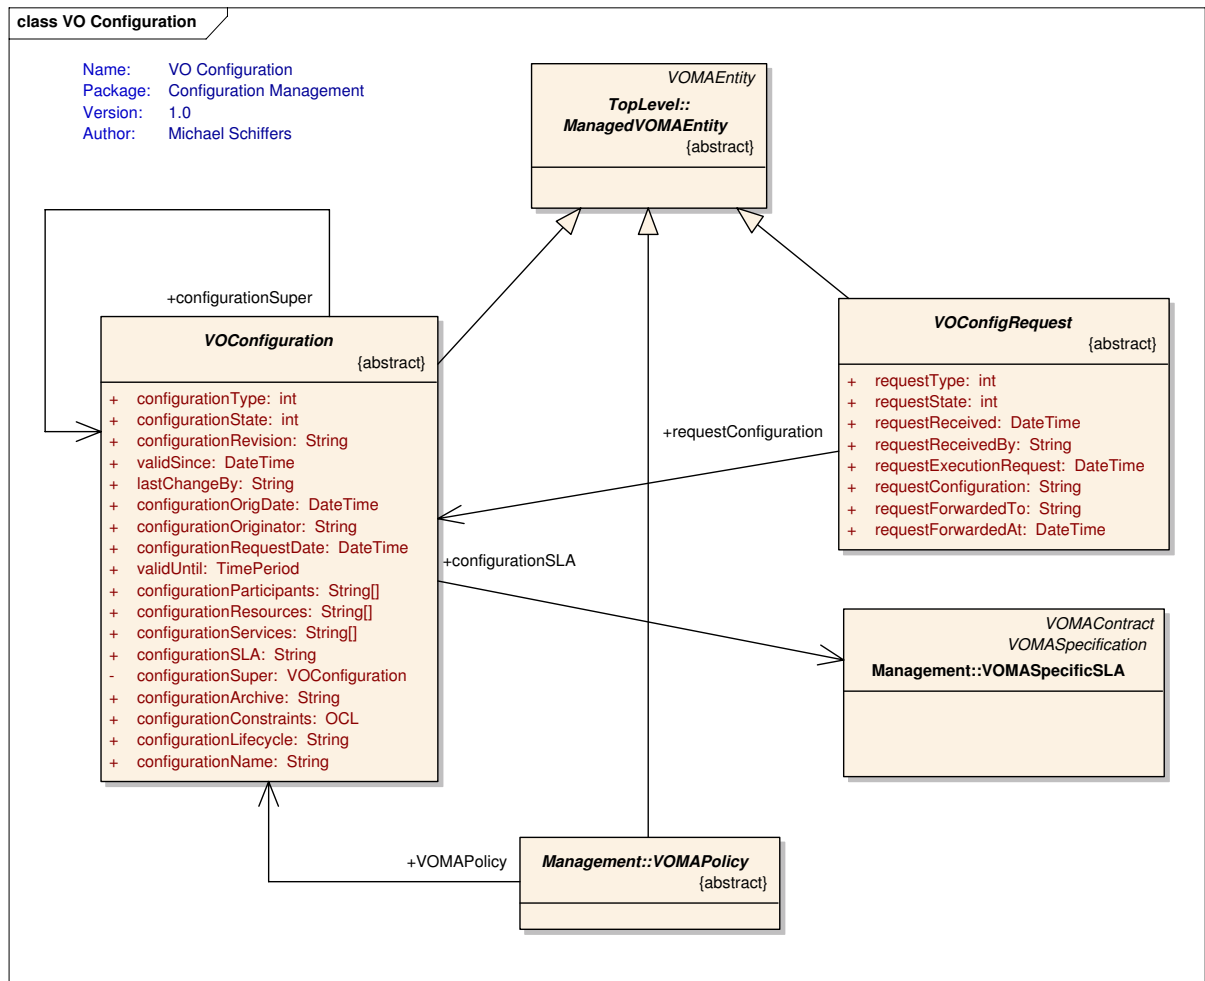 class VO Configuration
Name: VO Configuration
Package: Configuration Management
Version: 1.0
Author: Michael Schiffers
VOMAEntity
TopLevel::
ManagedVOMAEntity
{abstract}
+configurationSuper
VOConfiguration
{abstract}
+ configurationType: int
+ configurationState: int
+ configurationRevision: String
+ validSince: DateTime
+ lastChangeBy: String
+ configurationOrigDate: DateTime
+ configurationOriginator: String
+ configurationRequestDate: DateTime
+ validUntil: TimePeriod
+ configurationParticipants: String[]
+ configurationResources: String[]
+ configurationServices: String[]
+ configurationSLA: String
- configurationSuper: VOConfiguration
+ configurationArchive: String
+ configurationConstraints: OCL
+ configurationLifecycle: String
+ configurationName: String
VOConfigRequest
{abstract}
+ requestType: int
+ requestState: int
+ requestReceived: DateTime
+ requestReceivedBy: String
+ requestExecutionRequest: DateTime
+ requestConfiguration: String
+ requestForwardedTo: String
+ requestForwardedAt: DateTime
+requestConfiguration
+configurationSLA
VOMAContract
VOMASpecification
Management::VOMASpecificSLA
+VOMAPolicy
Management::VOMAPolicy
{abstract}